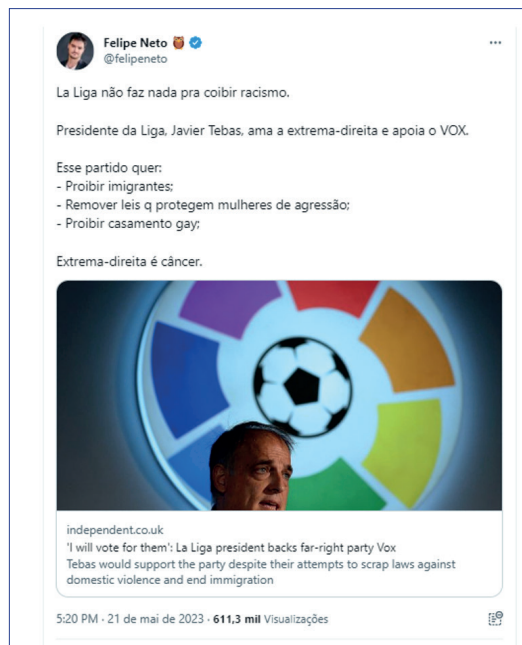 Felipe Neto 🦉
@felipeneto
La Liga não faz nada pra coibir racismo.
Presidente da Liga, Javier Tebas, ama a extrema-direita e apoia o VOX.
Esse partido quer:
- Proibir imigrantes;
- Remover leis q protegem mulheres de agressão;
- Proibir casamento gay;
Extrema-direita é câncer.
independent.co.uk
'I will vote for them': La Liga president backs far-right party Vox
Tebas would support the party despite their attempts to scrap laws against
domestic violence and end immigration
5:20 PM · 21 de mai de 2023 · 611,3 mil Visualizações